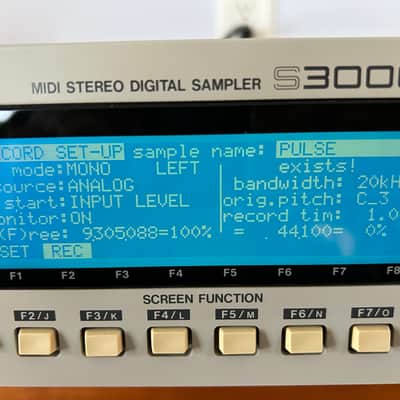 MIDI STEREO DIGITAL SAMPLER S3000
CORD SET-UP sample name: PULSE
mode:MONO LEFT exists!
source:ANALOG bandwidth: 20kH
start:INPUT LEVEL orig.pitch: C_3
monitor:ON record tim: 1.0
(F)ree: 9305088=100% = 44100= 0%
SET REC
F1 F2 F3 F4 F5 F6 F7 F8
SCREEN FUNCTION
F2/J F3/K F4/L F5/M F6/N F7/O